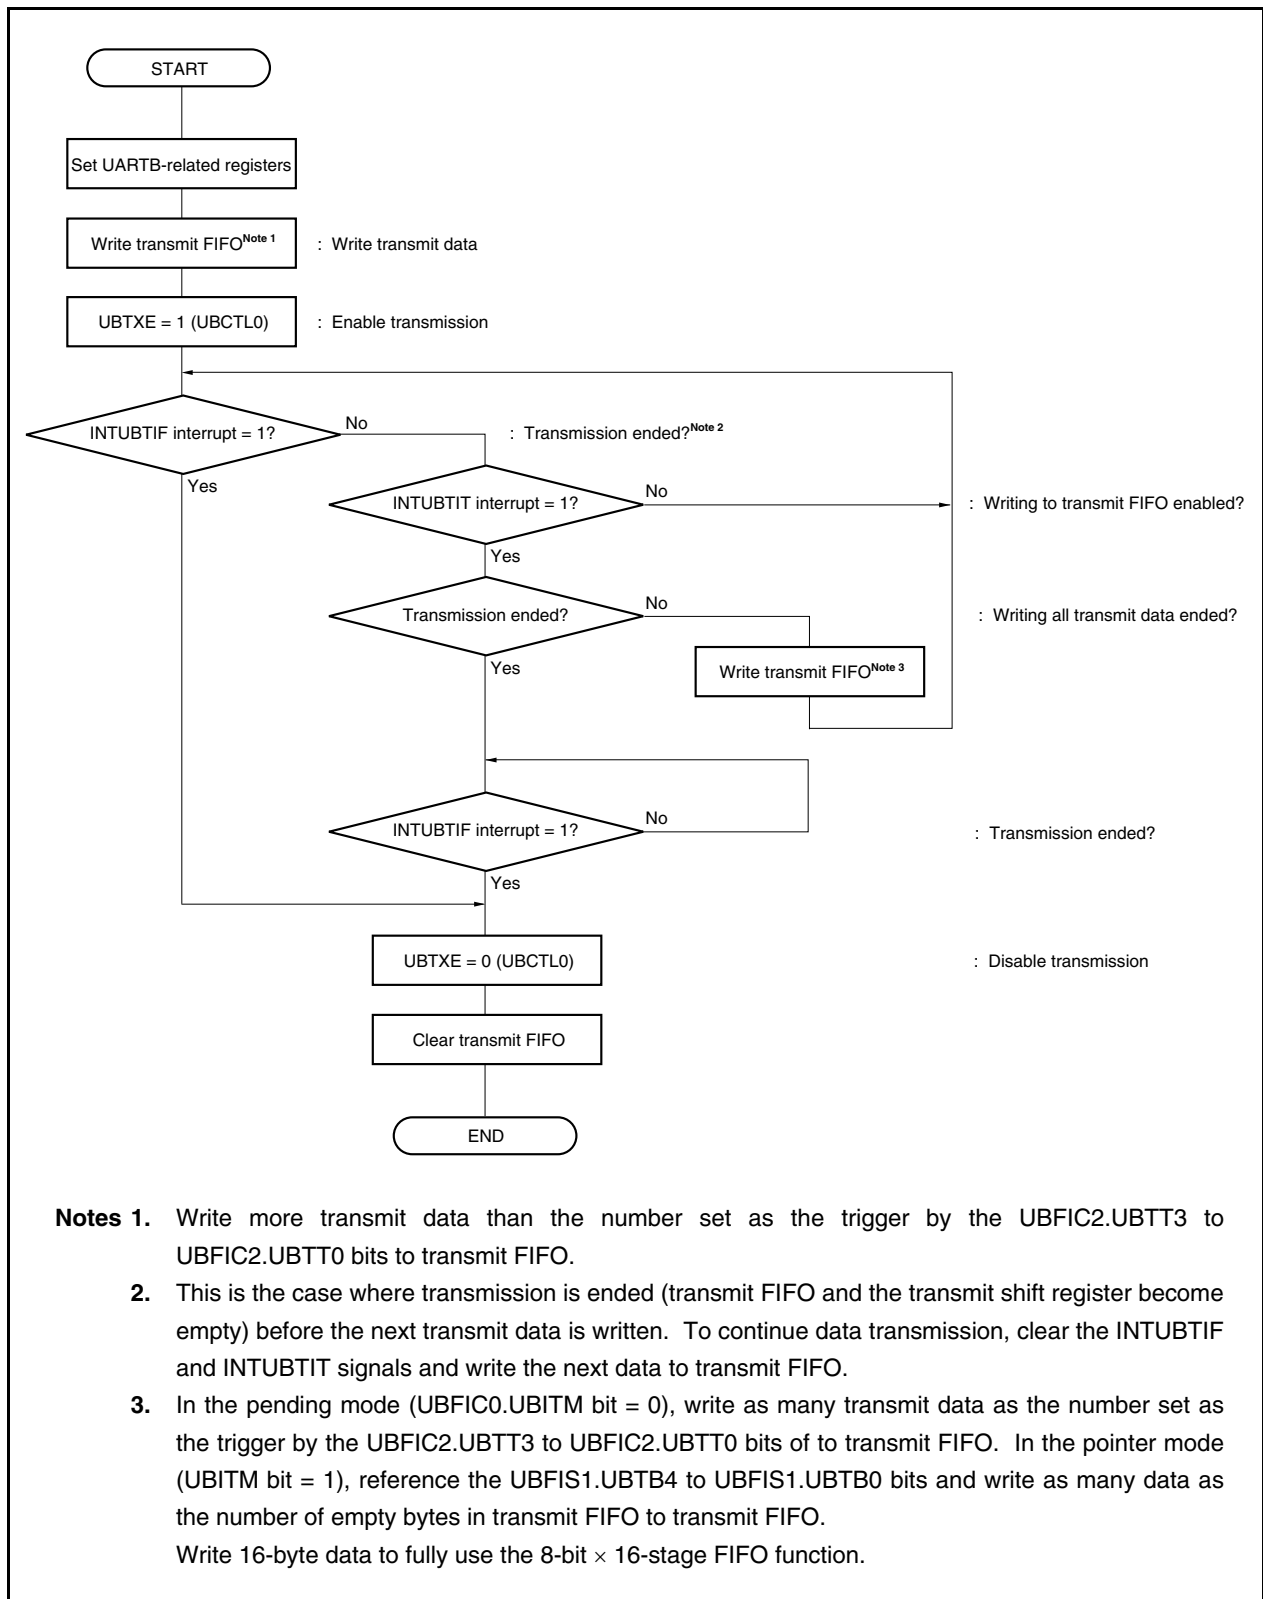 START
Set UARTB-related registers
Write transmit FIFONote 1 : Write transmit data
UBTXE = 1 (UBCTL0) : Enable transmission
INTUBTIF interrupt = 1? No : Transmission ended?Note 2
Yes
INTUBTIT interrupt = 1? No : Writing to transmit FIFO enabled?
Yes
Transmission ended? No : Writing all transmit data ended?
Yes
Write transmit FIFONote 3
INTUBTIF interrupt = 1? No : Transmission ended?
Yes
UBTXE = 0 (UBCTL0) : Disable transmission
Clear transmit FIFO
END
Notes 1. Write more transmit data than the number set as the trigger by the UBFIC2.UBTT3 to
UBFIC2.UBTT0 bits to transmit FIFO.
2. This is the case where transmission is ended (transmit FIFO and the transmit shift register become
empty) before the next transmit data is written. To continue data transmission, clear the INTUBTIF
and INTUBTIT signals and write the next data to transmit FIFO.
3. In the pending mode (UBFIC0.UBITM bit = 0), write as many transmit data as the number set as
the trigger by the UBFIC2.UBTT3 to UBFIC2.UBTT0 bits of to transmit FIFO. In the pointer mode
(UBITM bit = 1), reference the UBFIS1.UBTB4 to UBFIS1.UBTB0 bits and write as many data as
the number of empty bytes in transmit FIFO to transmit FIFO.
Write 16-byte data to fully use the 8-bit × 16-stage FIFO function.